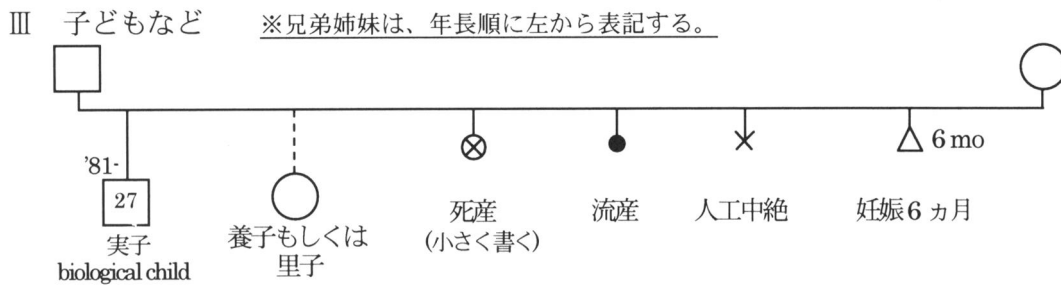 Ⅲ 子どもなど ※兄弟姉妹は、年長順に左から表記する。
6 mo
'81-
27
死産 流産 人工中絶 妊娠6ヵ月
(小さく書く)
養子もしくは
里子
実子
biological child